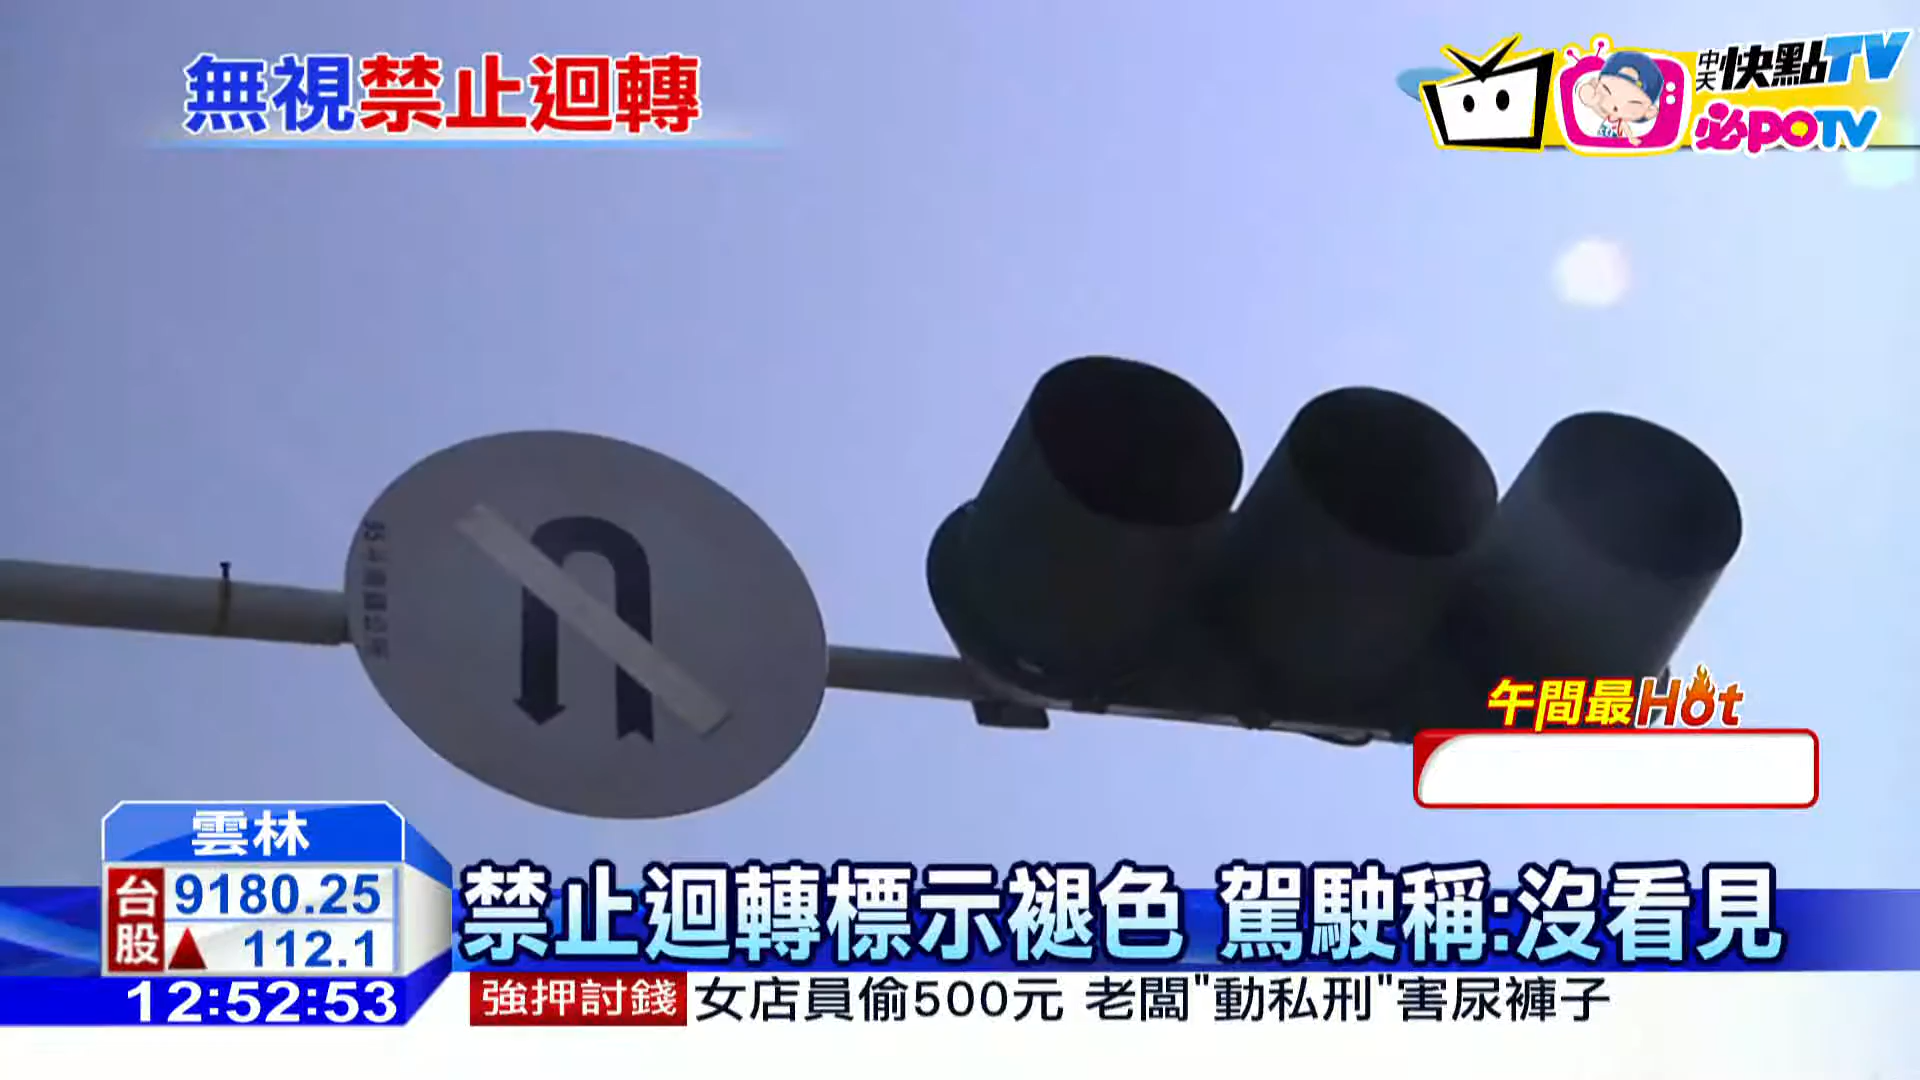 無視禁止迴轉
中天快點TV
必POTV
午間最Hot
雲林
台股 9180.25
▲ 112.1
禁止迴轉標示褪色 駕駛稱:沒看見
12:52:53
強押討錢 女店員偷500元 老闆"動私刑"害尿褲子